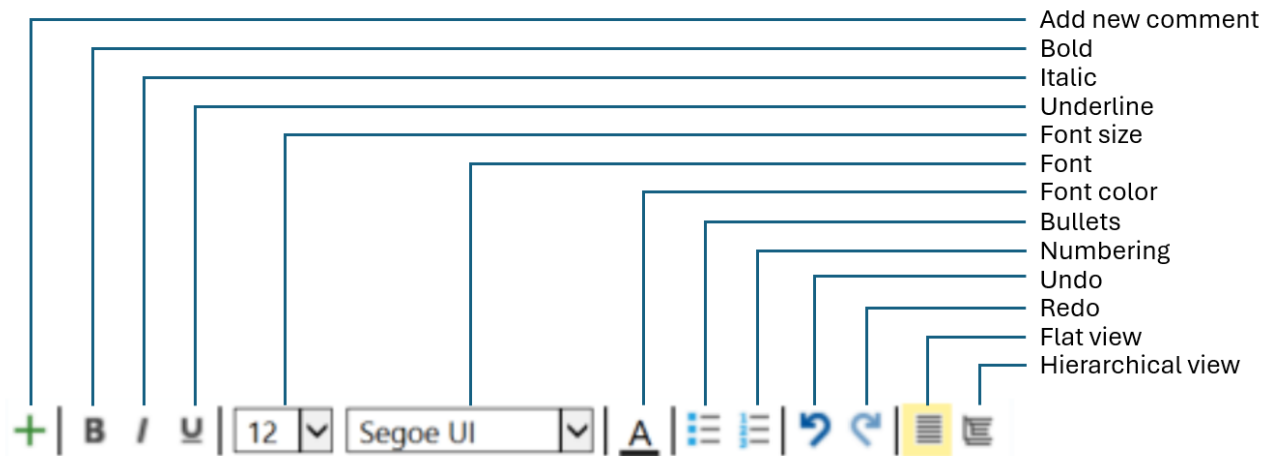 Add new comment
Bold
Italic
Underline
Font size
Font
Font color
Bullets
Numbering
Undo
Redo
Flat view
Hierarchical view
B I U 12 Segoe UI A